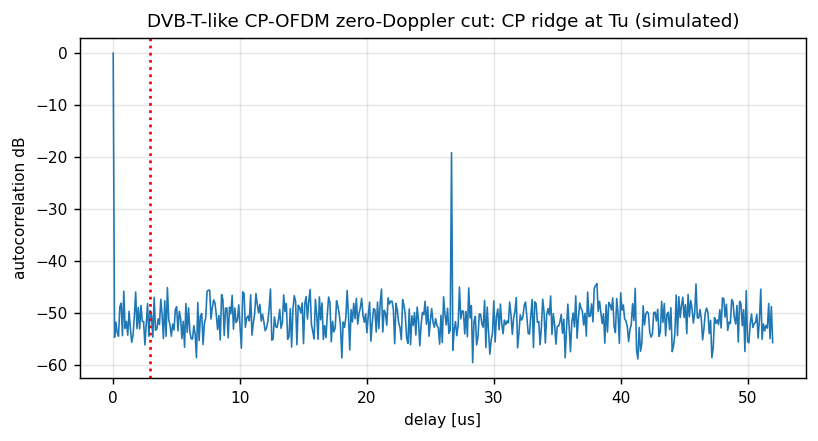 DVB-T-like CP-OFDM zero-Doppler cut: CP ridge at Tu (simulated)
autocorrelation dB
0
−10
−20
−30
−40
−50
−60
0 10 20 30 40 50
delay [us]